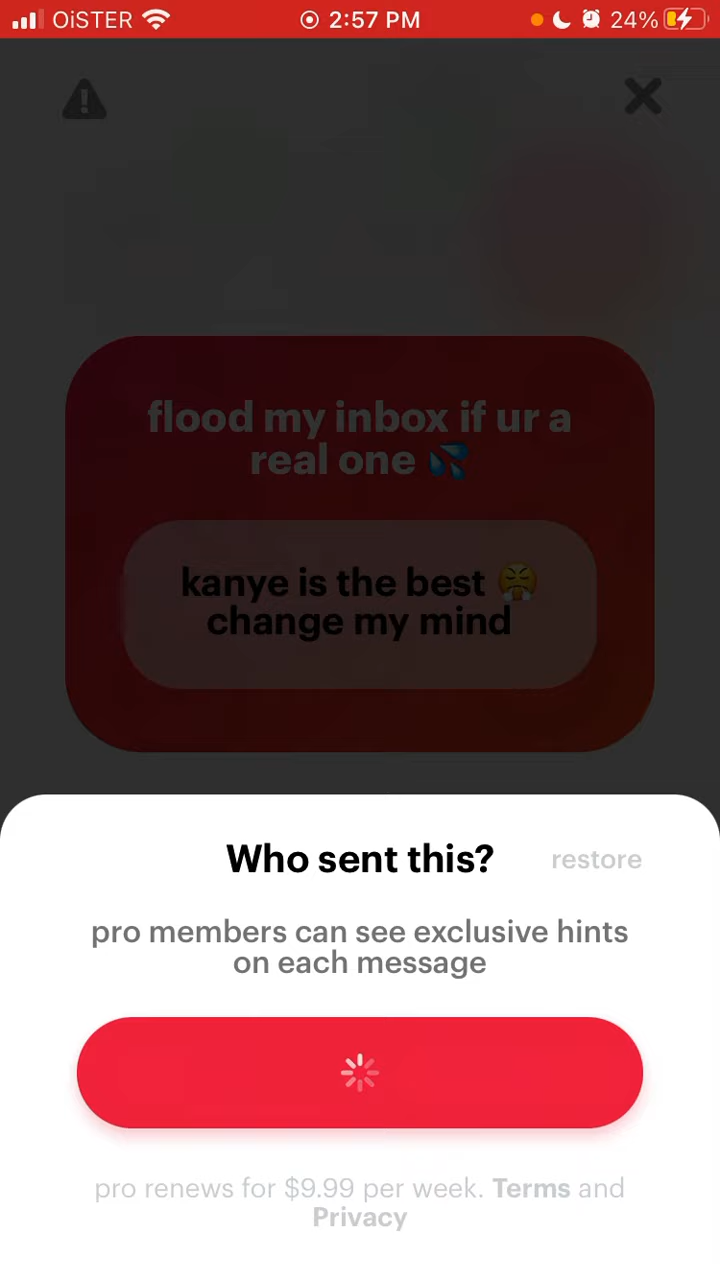 OiSTER 2:57 PM 24%
flood my inbox if ur a
real one 💦
kanye is the best 😤
change my mind
Who sent this? restore
pro members can see exclusive hints
on each message
pro renews for $9.99 per week. Terms and
Privacy